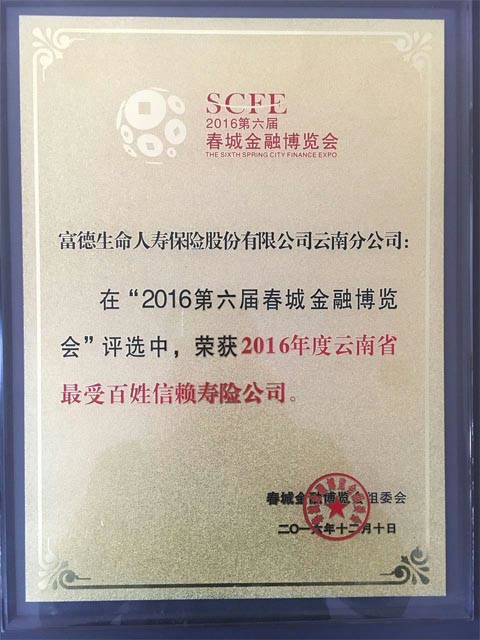 SCFE
2016第六届
春城金融博览会
THE SIXTH SPRING CITY FINANCE EXPO
富德生命人寿保险股份有限公司云南分公司：
在“2016第六届春城金融博览
会”评选中，荣获2016年度云南省
最受百姓信赖寿险公司。
春城金融博览会组委会
二〇一六年十二月十日